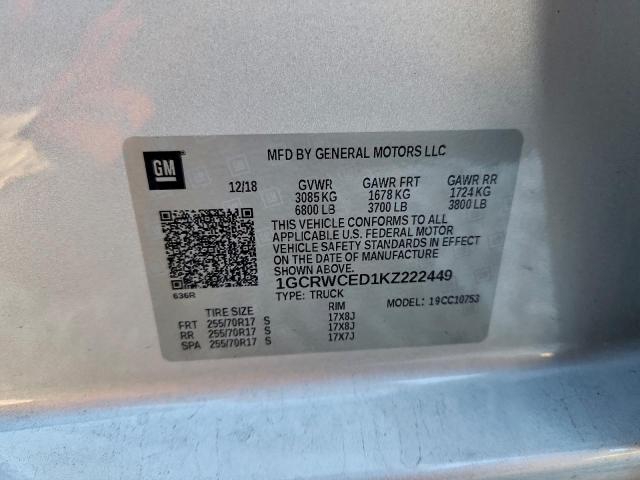 GM
MFD BY GENERAL MOTORS LLC
12/18 GVWR GAWR FRT GAWR RR
3085 KG 1678 KG 1724 KG
6800 LB 3700 LB 3800 LB
THIS VEHICLE CONFORMS TO ALL
APPLICABLE U.S. FEDERAL MOTOR
VEHICLE SAFETY STANDARDS IN EFFECT
ON THE DATE OF MANUFACTURE
SHOWN ABOVE.
1GCRWCED1KZ222449
636R
TYPE: TRUCK MODEL: 19CC10753
TIRE SIZE RIM
FRT 255/70R17 S 17X8J
RR 255/70R17 S 17X8J
SPA 255/70R17 S 17X7J